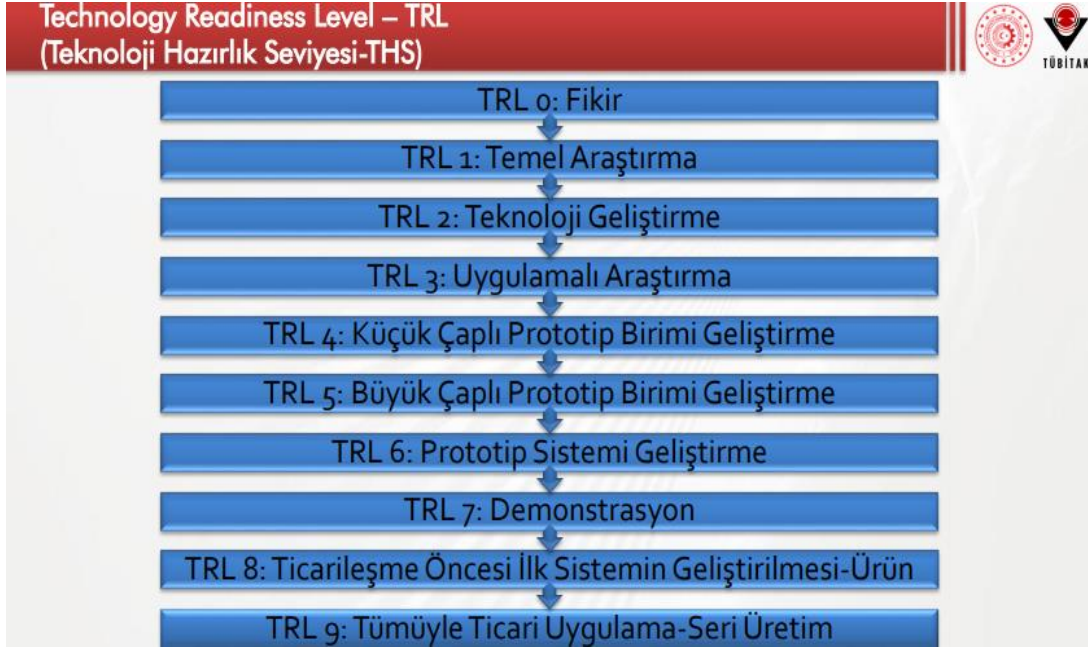 Technology Readiness Level – TRL
(Teknoloji Hazırlık Seviyesi-THS)
TÜBİTAK
TRL 0: Fikir
TRL 1: Temel Araştırma
TRL 2: Teknoloji Geliştirme
TRL 3: Uygulamalı Araştırma
TRL 4: Küçük Çaplı Prototip Birimi Geliştirme
TRL 5: Büyük Çaplı Prototip Birimi Geliştirme
TRL 6: Prototip Sistemi Geliştirme
TRL 7: Demonstrasyon
TRL 8: Ticarileşme Öncesi İlk Sistemin Geliştirilmesi-Ürün
TRL 9: Tümüyle Ticari Uygulama-Seri Üretim